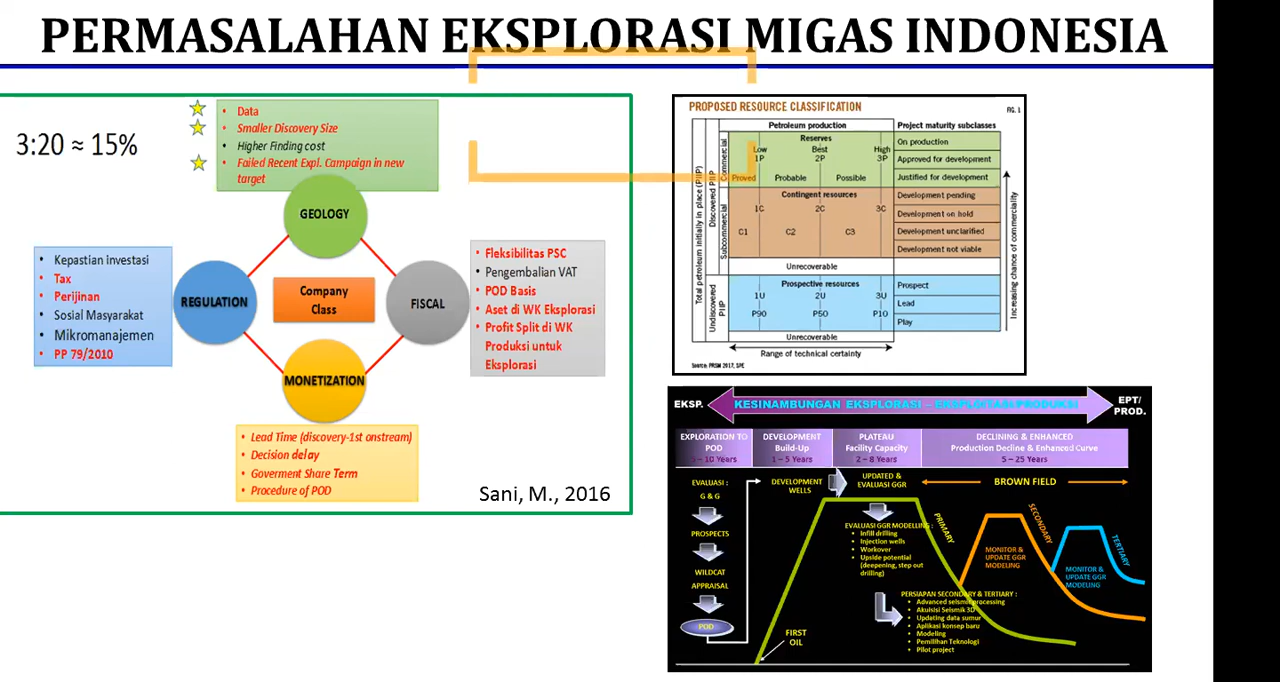 PERMASALAHAN EKSPLORASI MIGAS INDONESIA
3:20 ≈ 15%
• Data
• Smaller Discovery Size
• Higher Finding cost
• Failed Recent Expl. Campaign in new
target
GEOLOGY
• Kepastian investasi
• Tax
• Perijinan
• Sosial Masyarakat
• Mikromanajemen
• PP 79/2010
REGULATION
Company
Class
FISCAL
• Fleksibilitas PSC
• Pengembalian VAT
• POD Basis
• Aset di WK Eksplorasi
• Profit Split di WK
Produksi untuk
Eksplorasi
MONETIZATION
• Lead Time (discovery-1st onstream)
• Decision delay
• Goverment Share Term
• Procedure of POD
Sani, M., 2016
PROPOSED RESOURCE CLASSIFICATION
FIG. 1
Petroleum production
Project maturity subclasses
Total petroleum initially in place (PIIP)
Discovered PIIP
Commercial
Reserves
Low Best High
1P 2P 3P
Proved Probable Possible
On production
Approved for development
Justified for development
Subcommercial
Contingent resources
1C 2C 3C
C1 C2 C3
Development pending
Development on hold
Development unclarified
Development not viable
Unrecoverable
Undiscovered
PIIP
Prospective resources
1U 2U 3U
P90 P50 P10
Prospect
Lead
Play
Unrecoverable
Increasing chance of commerciality
Range of technical certainty
Source: PRSM 2017, SPE
EKSP.
KESINAMBUNGAN EKSPLORASI – EKSPLOITASI/PRODUKSI
EPT/
PROD.
EXPLORATION TO
POD
5 – 10 Years
DEVELOPMENT
Build-Up
1 – 5 Years
PLATEAU
Facility Capacity
2 – 8 Years
DECLINING & ENHANCED
Production Decline & Enhanced Curve
5 – 25 Years
EVALUASI :
G & G
PROSPECTS
WILDCAT
APPRAISAL
POD
DEVELOPMENT
WELLS
UPDATED &
EVALUASI GGR
BROWN FIELD
EVALUASI GGR MODELLING :
• Infill drilling
• Injection wells
• Workover
• Upside potential
(deepening, step out
drilling)
PRIMARY
SECONDARY
TERTIARY
MONITOR &
UPDATE GGR
MODELING
MONITOR &
UPDATE GGR
MODELING
PERSIAPAN SECONDARY & TERTIARY :
• Advanced seismic processing
• Akuisisi Seismik 3D
• Updating data sumur
• Aplikasi konsep baru
• Modeling
• Pemilihan Teknologi
• Pilot project
FIRST
OIL